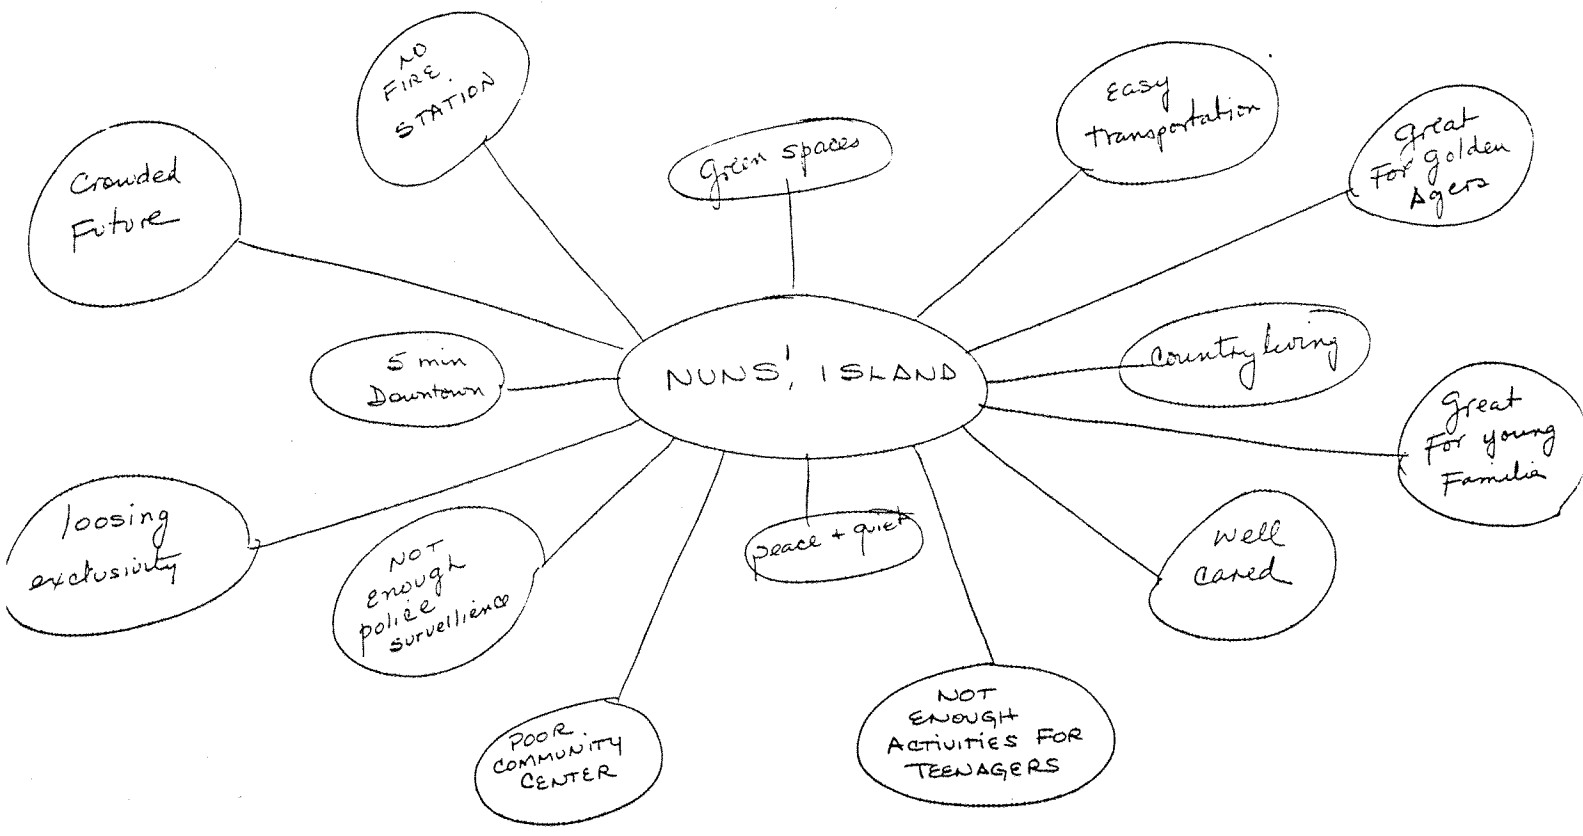 NO
FIRE
STATION
Easy
transportation
Great
For golden
Agers
Green spaces
Crowded
Future
5 min
Downtown
NUNS', ISLAND
Country living
Great
For young
Familie
loosing
exclusivity
NOT
enough
police
survellience
peace + quiet
well
cared
POOR
COMMUNITY
CENTER
NOT
ENOUGH
ACTIVITIES FOR
TEENAGERS